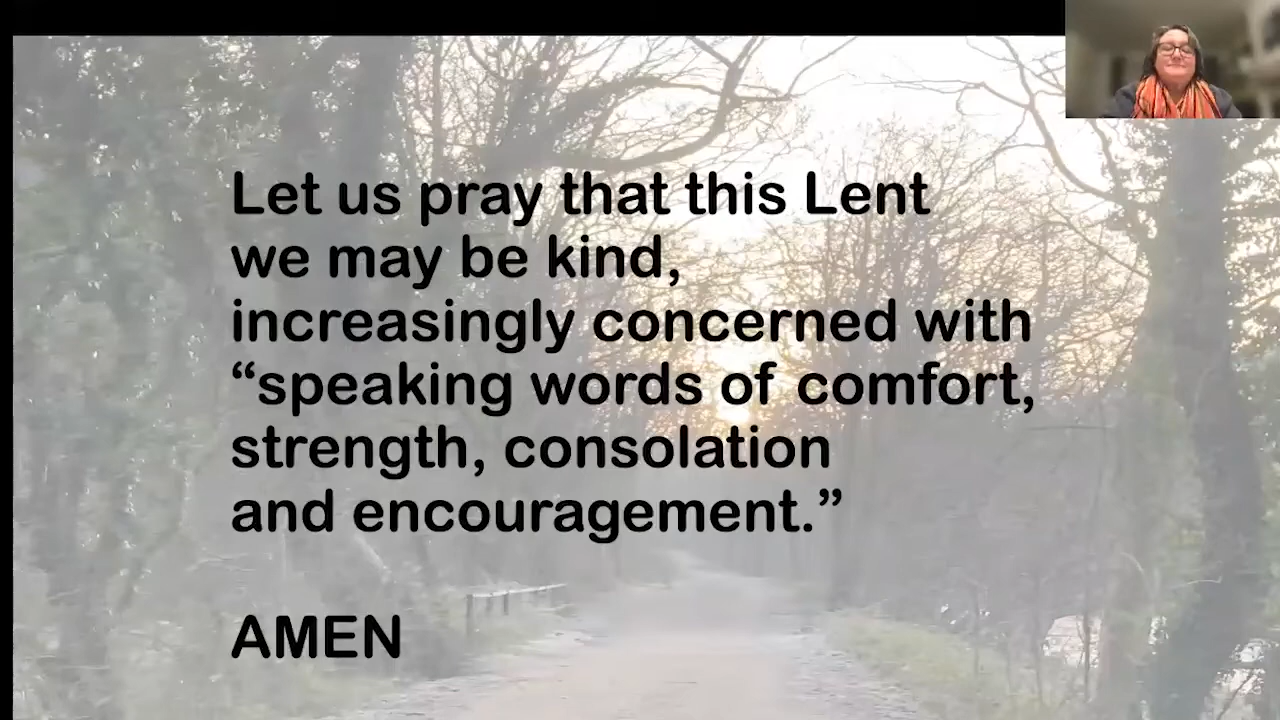 Let us pray that this Lent
we may be kind,
increasingly concerned with
“speaking words of comfort,
strength, consolation
and encouragement.”
AMEN